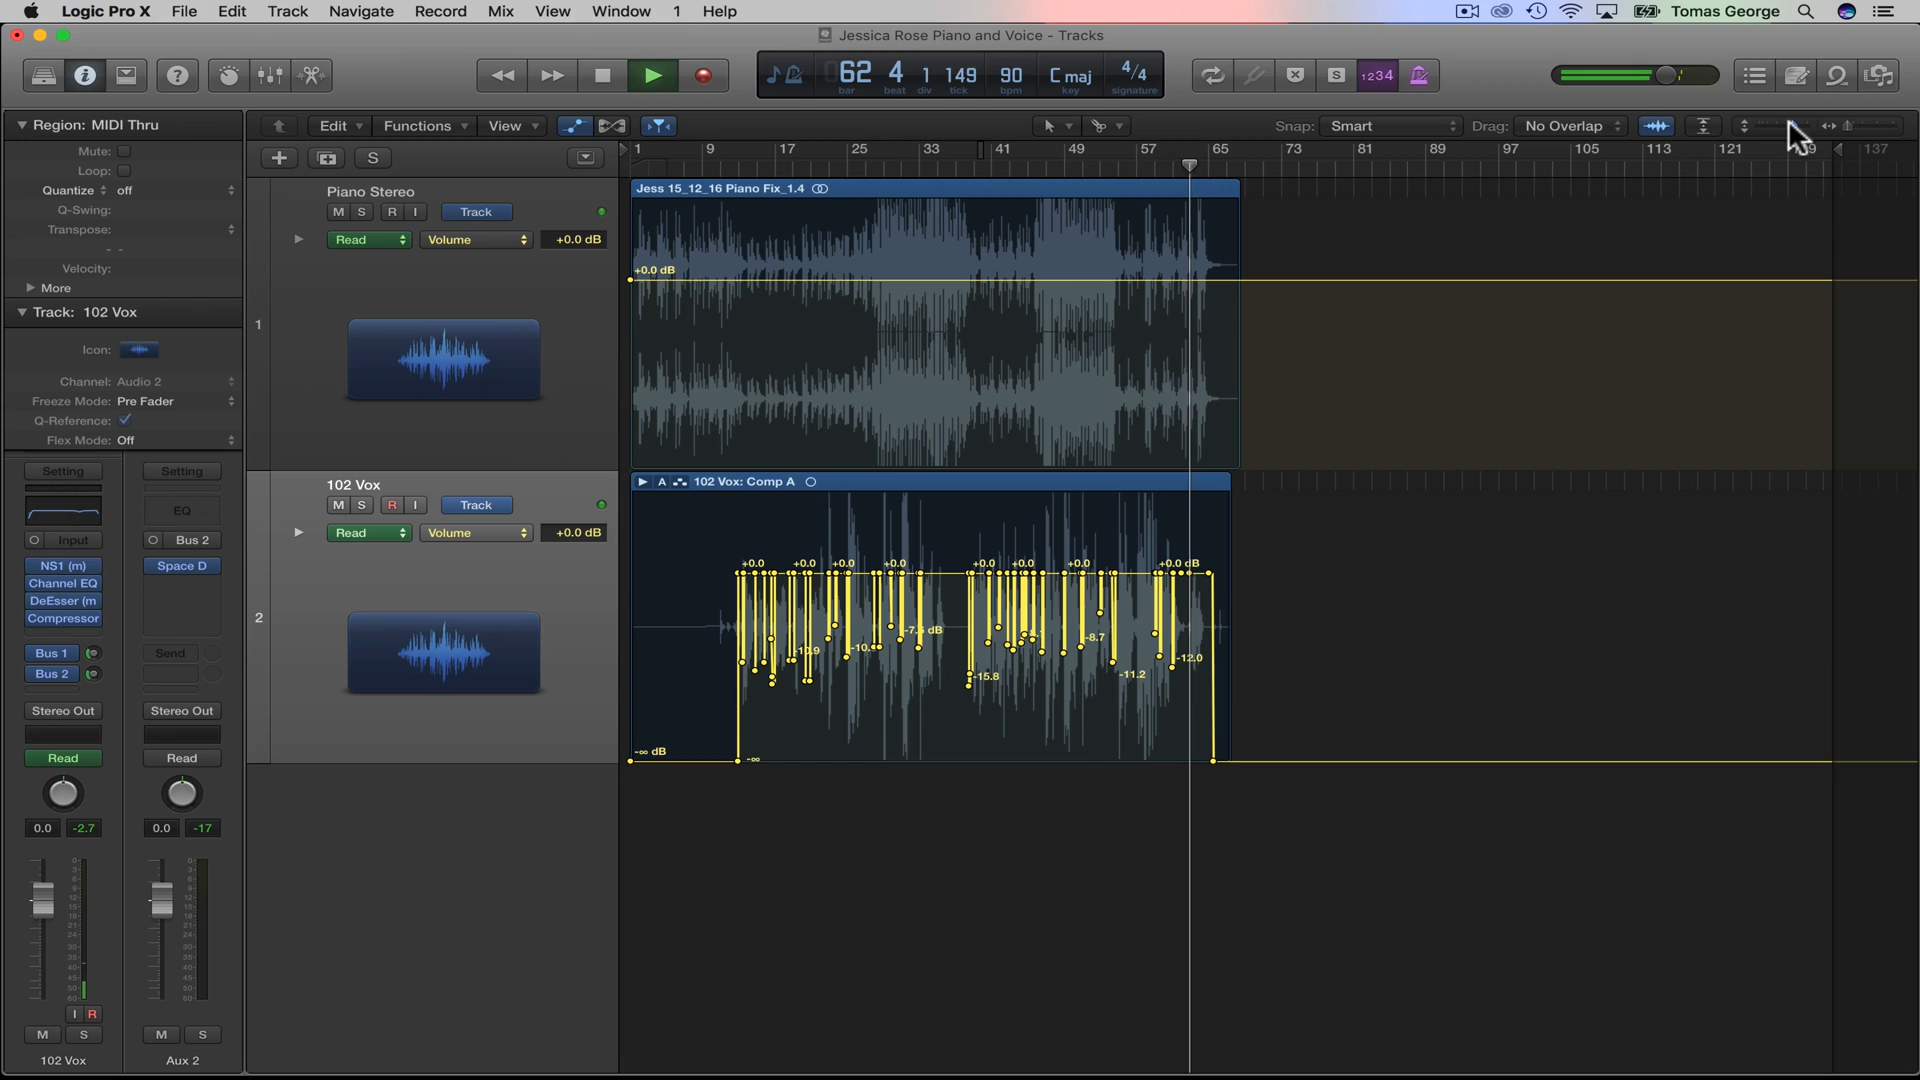 Logic Pro X File Edit Track Navigate Record Mix View Window 1 Help Tomas George
Jessica Rose Piano and Voice - Tracks
62 4 1 149 90 C maj 4/4
bar beat div tick bpm key signature
1234
Region: MIDI Thru
Mute:
Loop:
Quantize off
Q-Swing:
Transpose:
Velocity:
More
Track: 102 Vox
Icon:
Channel: Audio 2
Freeze Mode: Pre Fader
Q-Reference:
Flex Mode: Off
Setting Setting
EQ
Input Bus 2
NS1 (m) Space D
Channel EQ
DeEsser (m
Compressor
Bus 1 Send
Bus 2
Stereo Out Stereo Out
Read Read
0.0 -2.7 0.0 -17
I R
M S M S
102 Vox Aux 2
Edit Functions View Snap: Smart Drag: No Overlap
S
1 9 17 25 33 41 49 57 65 73 81 89 97 105 113 121 137
1
Piano Stereo
M S R I Track
Read Volume +0.0 dB
Jess 15_12_16 Piano Fix_1.4
+0.0 dB
2
102 Vox
M S R I Track
Read Volume +0.0 dB
A 102 Vox: Comp A
+0.0 +0.0 +0.0 +0.0 +0.0 +0.0 +0.0 +0.0 dB
-8.7
-12.0
-15.8 -11.2
-∞ dB -∞